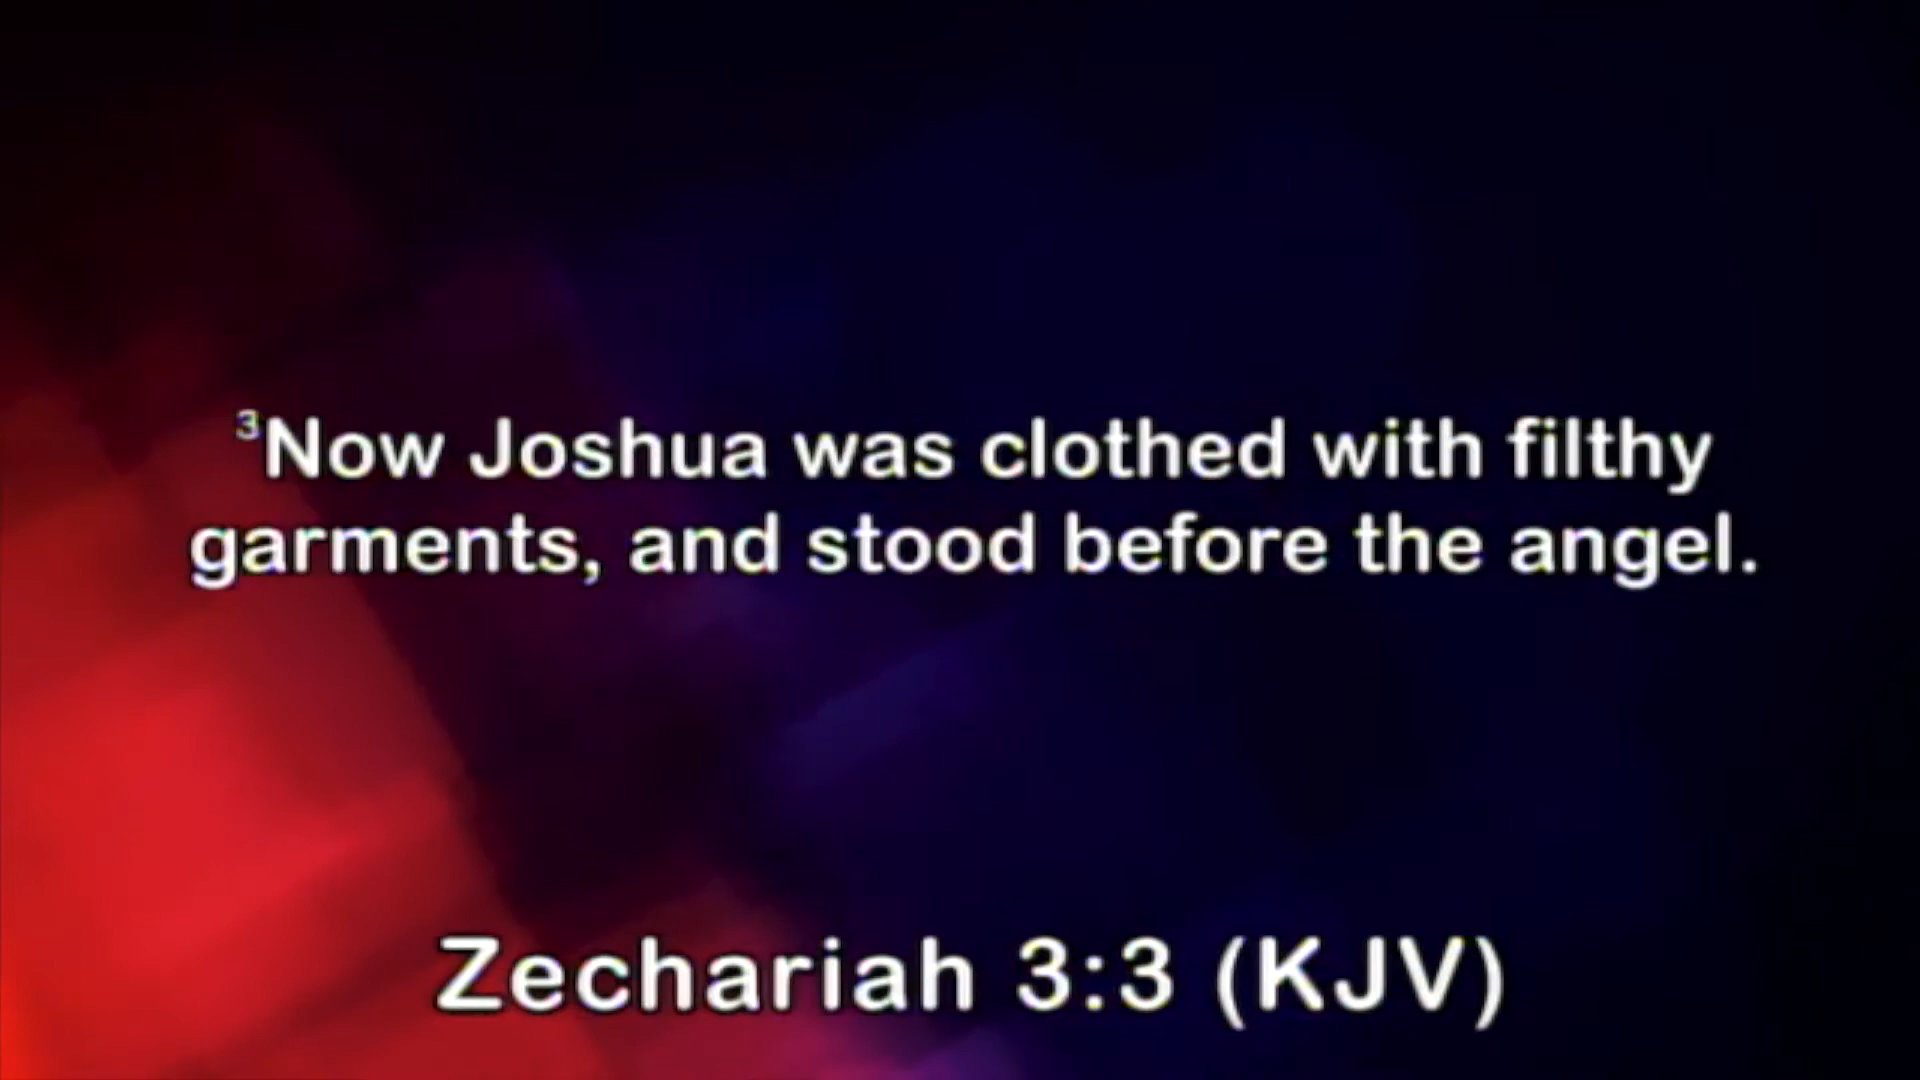 ³Now Joshua was clothed with filthy
garments, and stood before the angel.
Zechariah 3:3 (KJV)